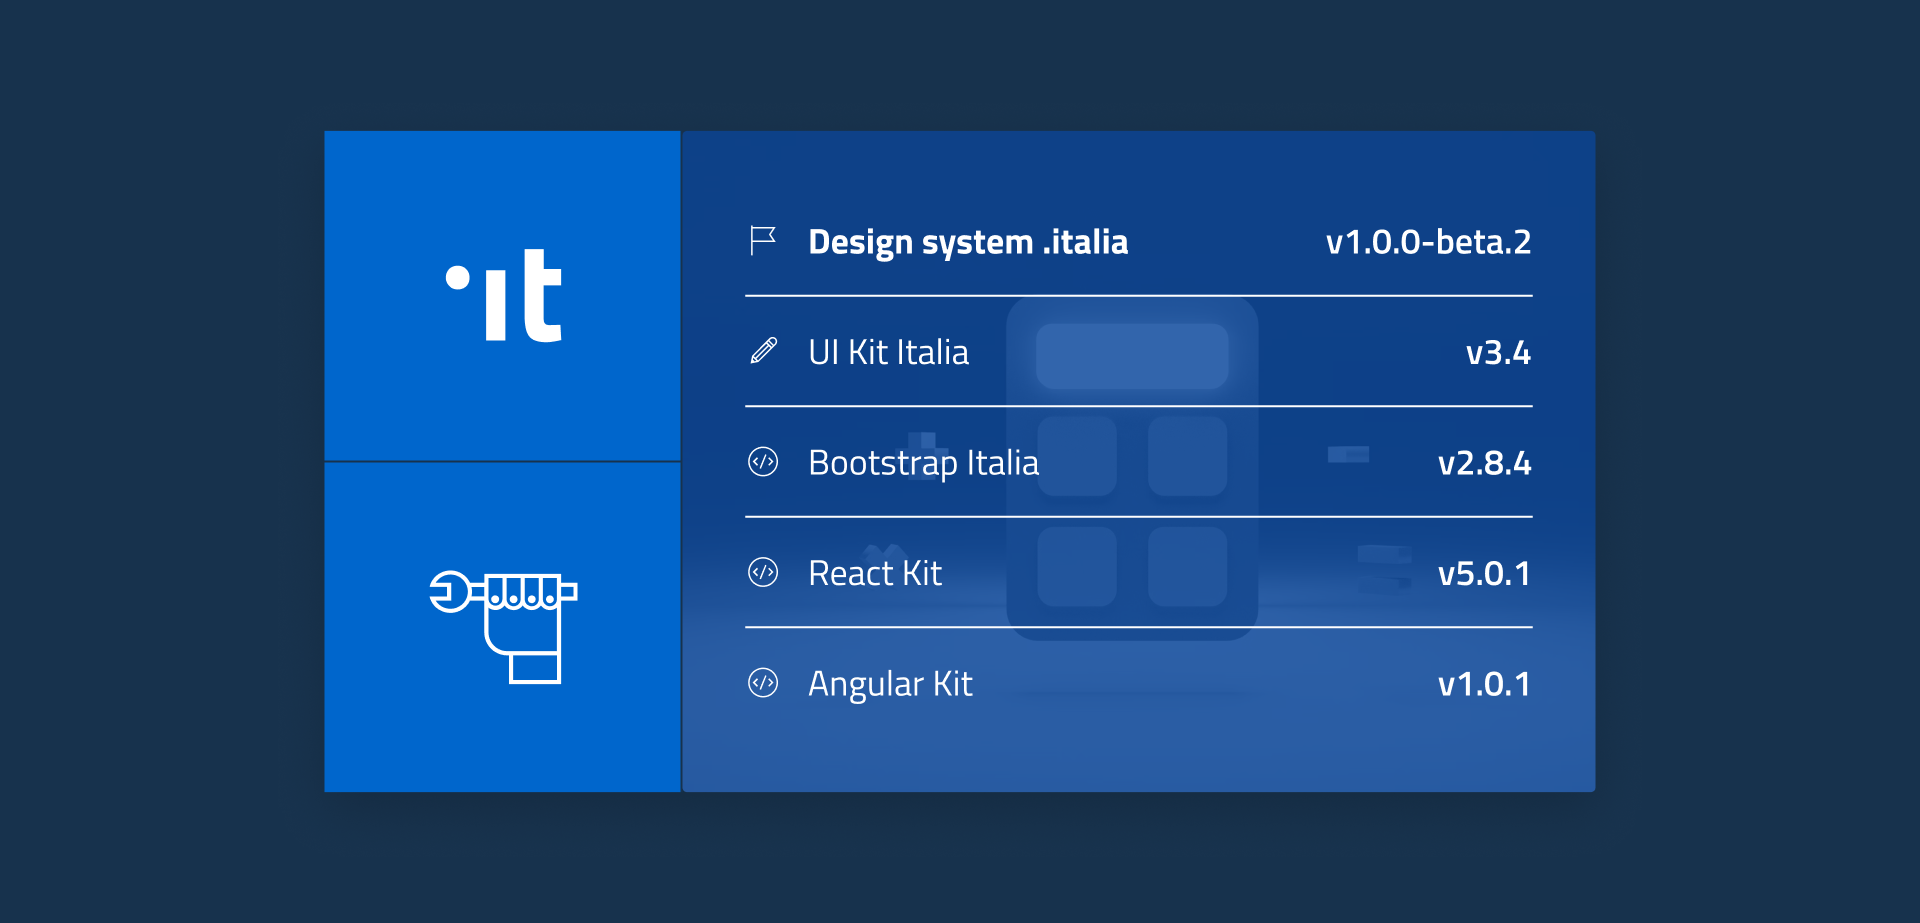 it
Design system .italia v1.0.0-beta.2
UI Kit Italia v3.4
Bootstrap Italia v2.8.4
React Kit v5.0.1
Angular Kit v1.0.1